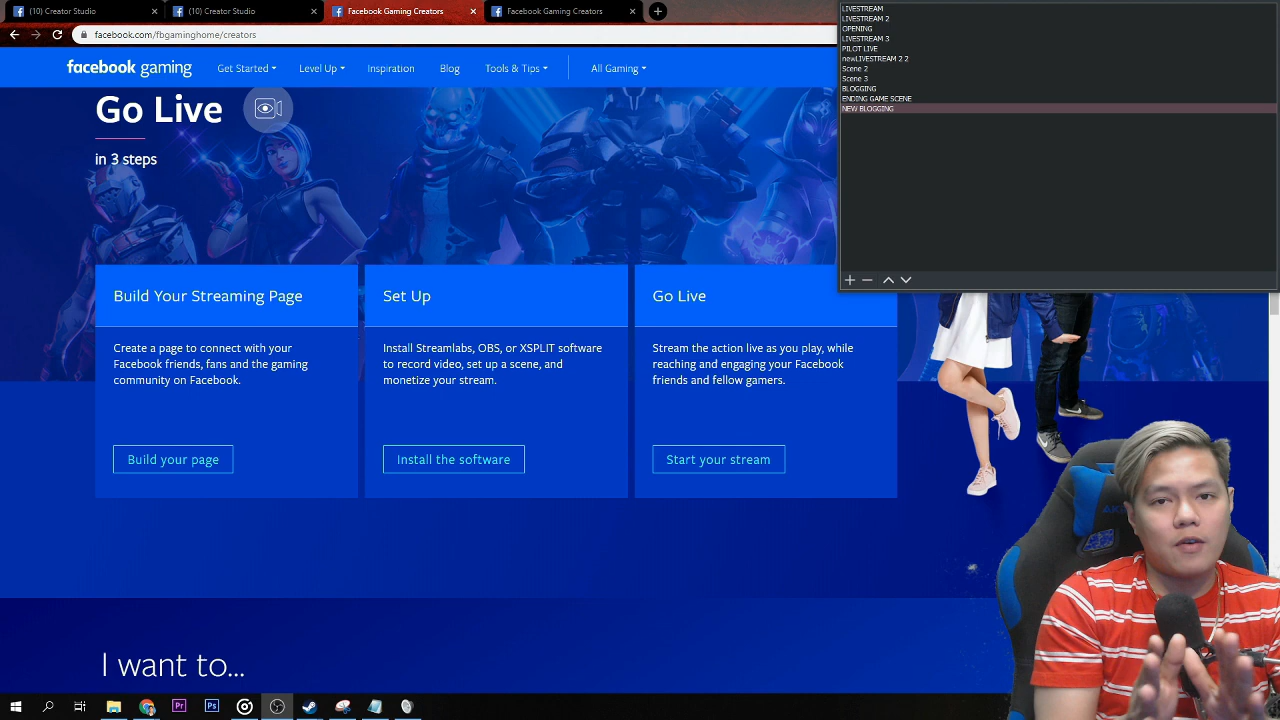 (10) Creator Studio
(10) Creator Studio
Facebook Gaming Creators
Facebook Gaming Creators
facebook.com/fbgaminghome/creators
facebook gaming
Get Started
Level Up
Inspiration
Blog
Tools & Tips
All Gaming
LIVESTREAM
LIVESTREAM 2
OPENING
LIVESTREAM 3
PILOT LIVE
newLIVESTREAM 2 2
Scene 2
Scene 3
BLOGGING
ENDING GAME SCENE
NEW BLOGGING
Go Live
in 3 steps
Build Your Streaming Page
Create a page to connect with your
Facebook friends, fans and the gaming
community on Facebook.
Build your page
Set Up
Install Streamlabs, OBS, or XSPLIT software
to record video, set up a scene, and
monetize your stream.
Install the software
Go Live
Stream the action live as you play, while
reaching and engaging your Facebook
friends and fellow gamers.
Start your stream
I want to...
Pr
Ps